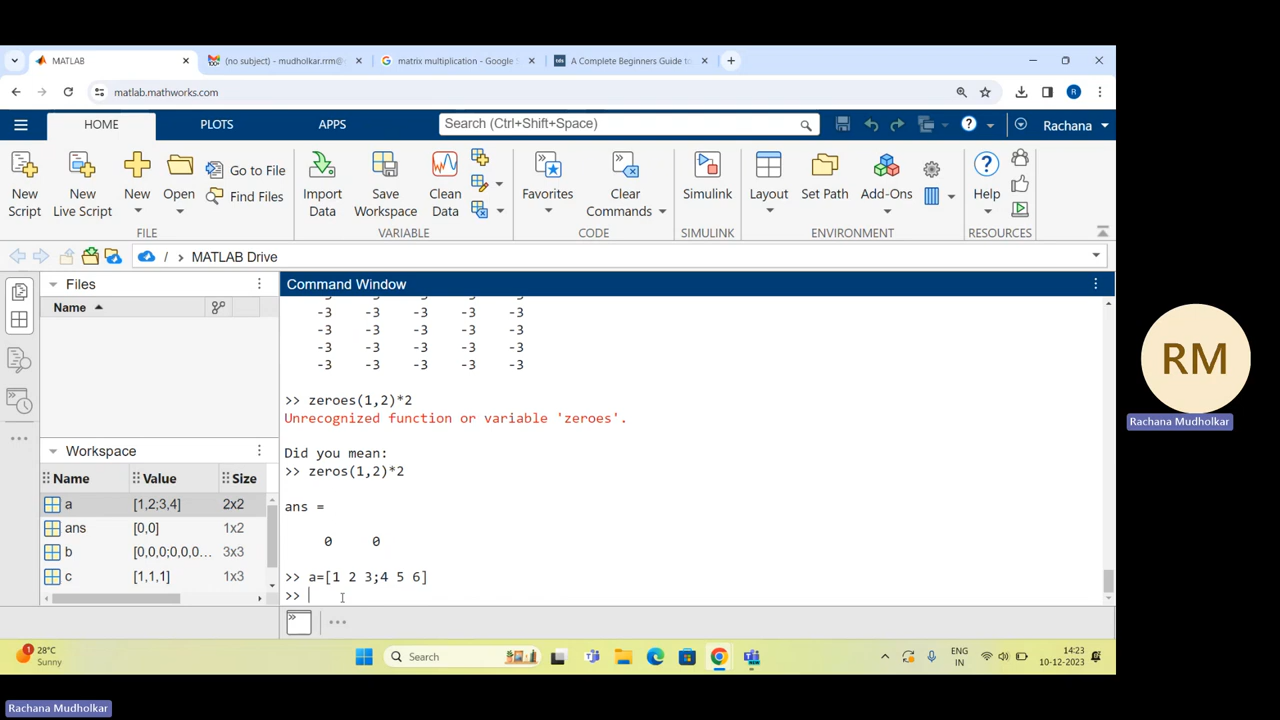 MATLAB
(no subject) - mudholkar.rrm@
matrix multiplication - Google S
A Complete Beginners Guide to
matlab.mathworks.com
R
HOME
PLOTS
APPS
Search (Ctrl+Shift+Space)
Rachana
New Script
New Live Script
New
Open
Go to File
Find Files
FILE
Import Data
Save Workspace
Clean Data
VARIABLE
Favorites
Clear Commands
CODE
Simulink
SIMULINK
Layout
Set Path
Add-Ons
ENVIRONMENT
Help
RESOURCES
/ > MATLAB Drive
Files
Name
Workspace
Name Value Size
a [1,2;3,4] 2x2
ans [0,0] 1x2
b [0,0,0;0,0,0... 3x3
c [1,1,1] 1x3
Command Window
-3 -3 -3 -3 -3
-3 -3 -3 -3 -3
-3 -3 -3 -3 -3
-3 -3 -3 -3 -3
-3 -3 -3 -3 -3
>> zeroes(1,2)*2
Unrecognized function or variable 'zeroes'.
Did you mean:
>> zeros(1,2)*2
ans =
0 0
>> a=[1 2 3;4 5 6]
>>
RM
Rachana Mudholkar
1
28°C
Sunny
Search
ENG
IN
14:23
10-12-2023
Rachana Mudholkar